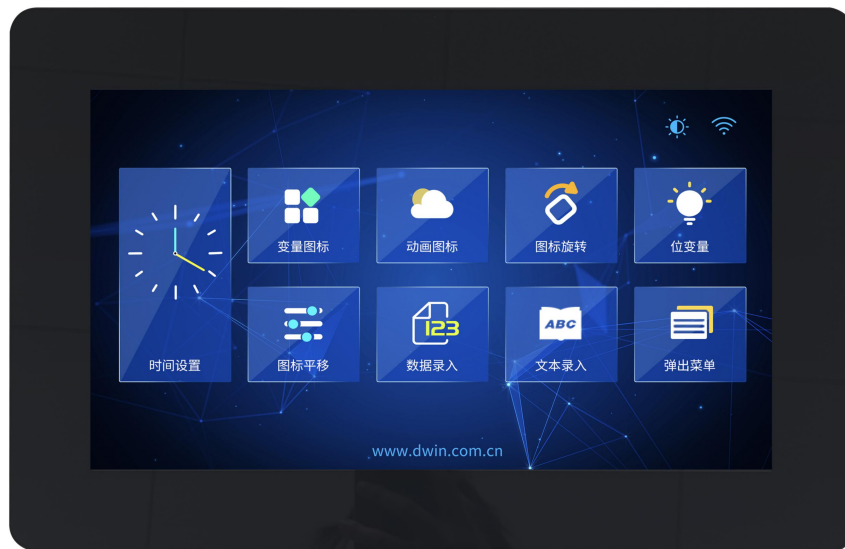 变量图标
动画图标
图标旋转
位变量
时间设置
图标平移
123
数据录入
ABC
文本录入
弹出菜单
www.dwin.com.cn